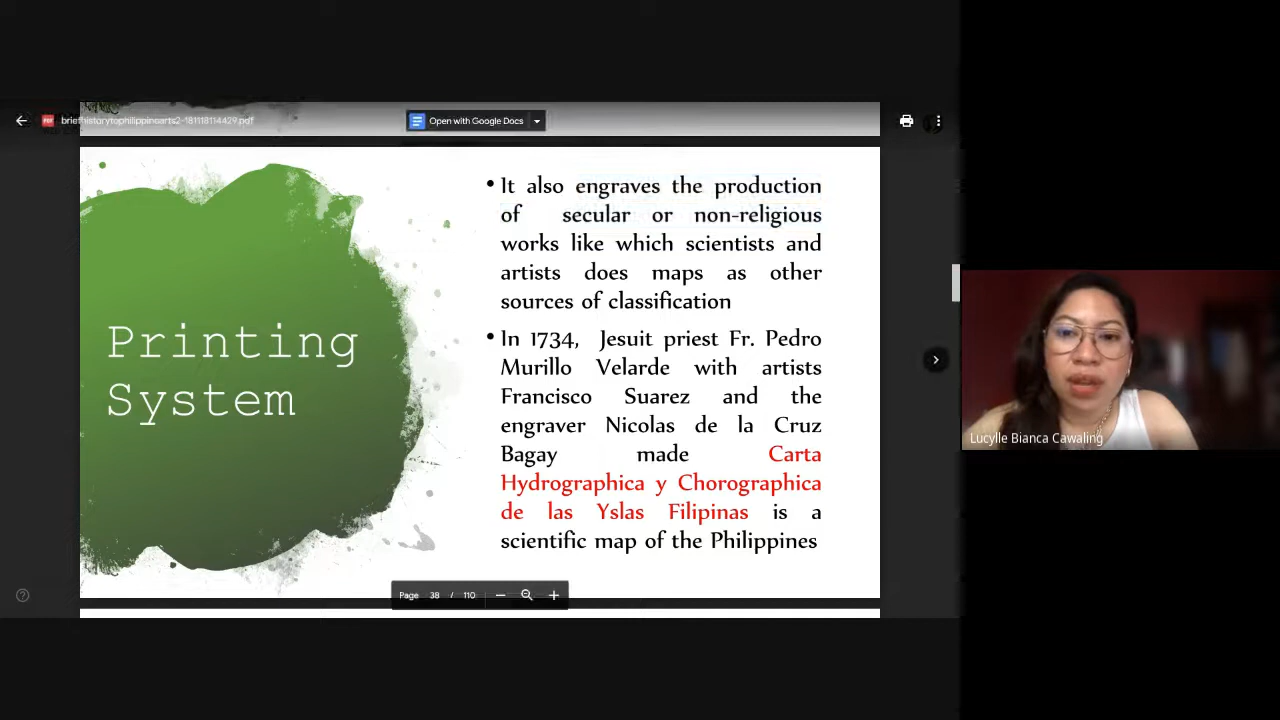 briefhistorytophilippinearts2-181118114429.pdf
Open with Google Docs
Printing
System
• It also engraves the production
of secular or non-religious
works like which scientists and
artists does maps as other
sources of classification
• In 1734, Jesuit priest Fr. Pedro
Murillo Velarde with artists
Francisco Suarez and the
engraver Nicolas de la Cruz
Bagay made Carta
Hydrographica y Chorographica
de las Yslas Filipinas is a
scientific map of the Philippines
Page 38 / 110
Lucylle Bianca Cawaling